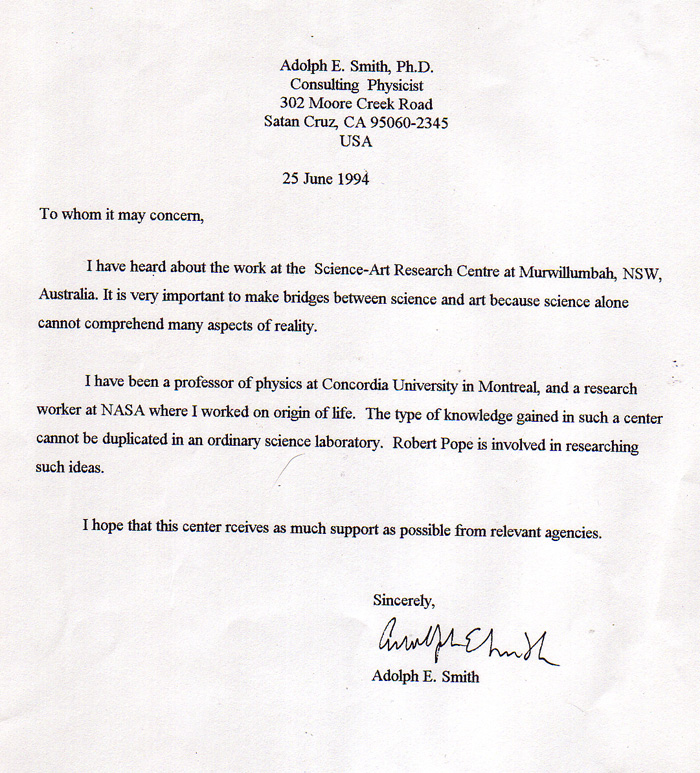 Adolph E. Smith, Ph.D.
Consulting Physicist
302 Moore Creek Road
Satan Cruz, CA 95060-2345
USA
25 June 1994
To whom it may concern,
I have heard about the work at the Science-Art Research Centre at Murwillumbah, NSW,
Australia. It is very important to make bridges between science and art because science alone
cannot comprehend many aspects of reality.
I have been a professor of physics at Concordia University in Montreal, and a research
worker at NASA where I worked on origin of life. The type of knowledge gained in such a center
cannot be duplicated in an ordinary science laboratory. Robert Pope is involved in researching
such ideas.
I hope that this center rceives as much support as possible from relevant agencies.
Sincerely,
Adolph E Smith
Adolph E. Smith